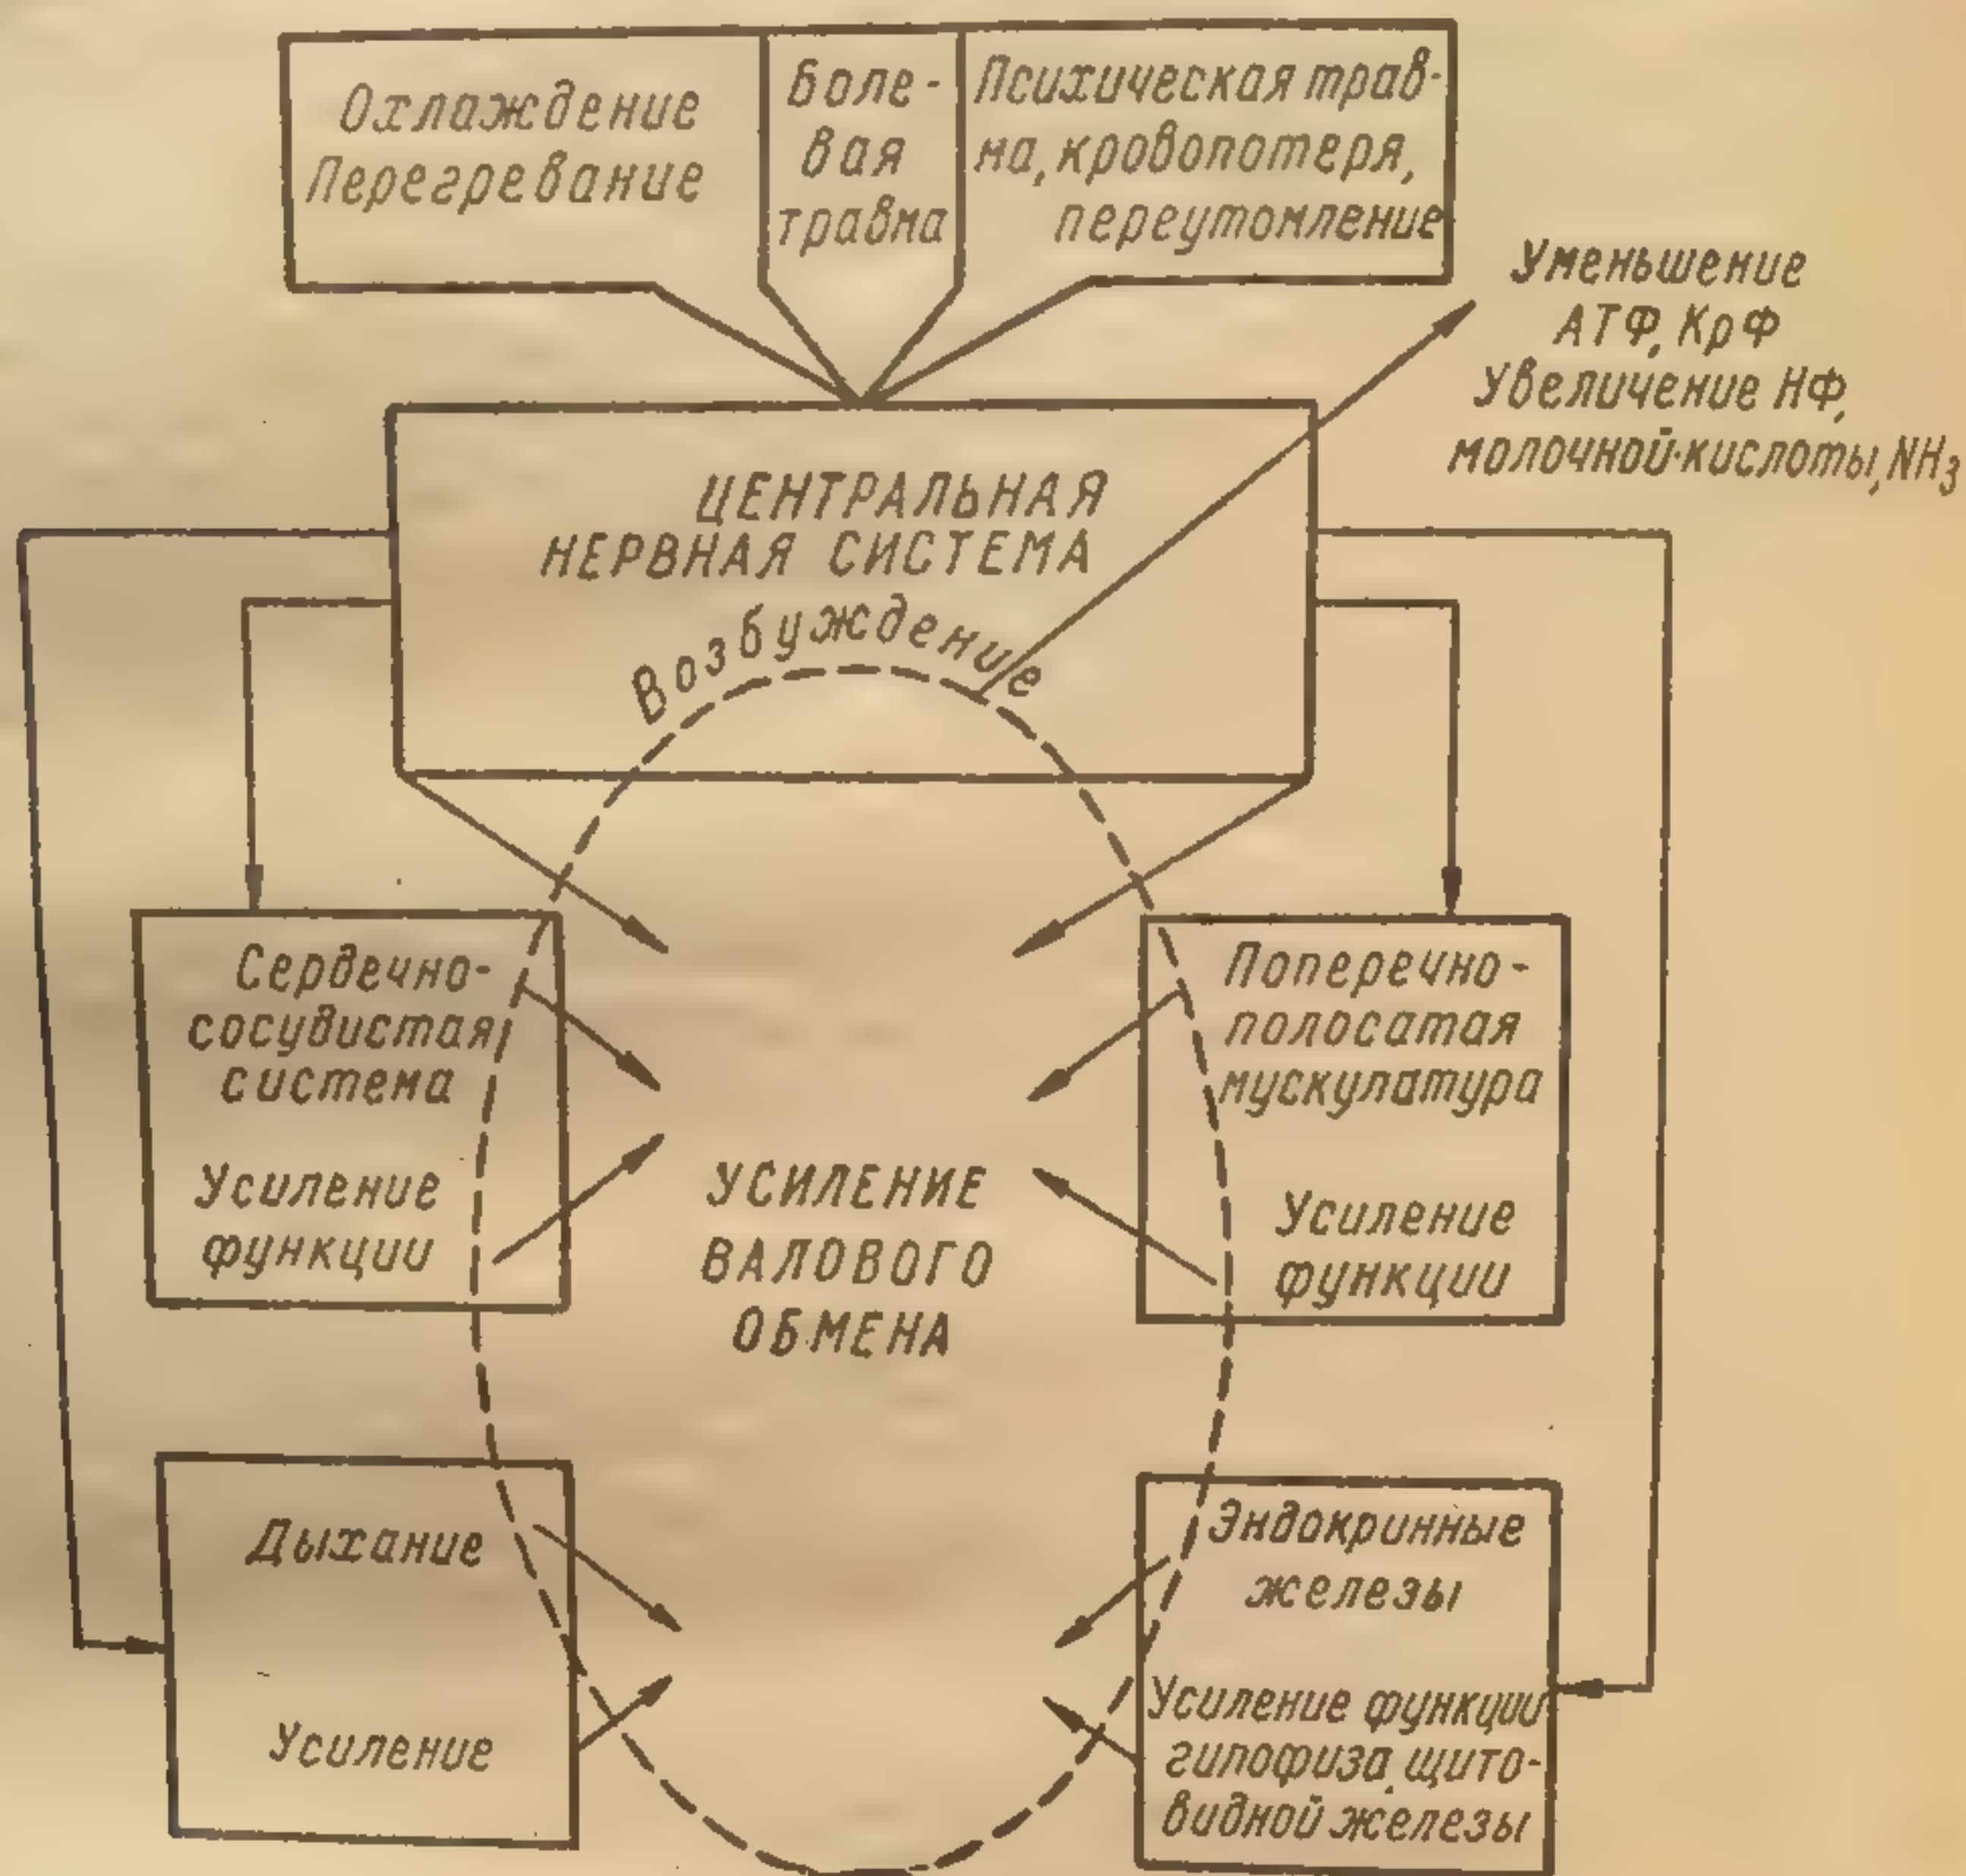 Охлаждение
Перегревание
Боле-
вая
травма
Психическая трав-
ма, кровопотеря,
переутомление
Уменьшение
АТФ, КрФ
Увеличение НФ,
молочной кислоты, NH₃
ЦЕНТРАЛЬНАЯ
НЕРВНАЯ СИСТЕМА
Возбуждение
Сердечно-
сосудистая
система
Усиление
функции
Поперечно-
полосатая
мускулатура
Усиление
функции
УСИЛЕНИЕ
ВАЛОВОГО
ОБМЕНА
Дыхание
Усиление
Эндокринные
железы
Усиление функции
гипофиза, щито-
видной железы